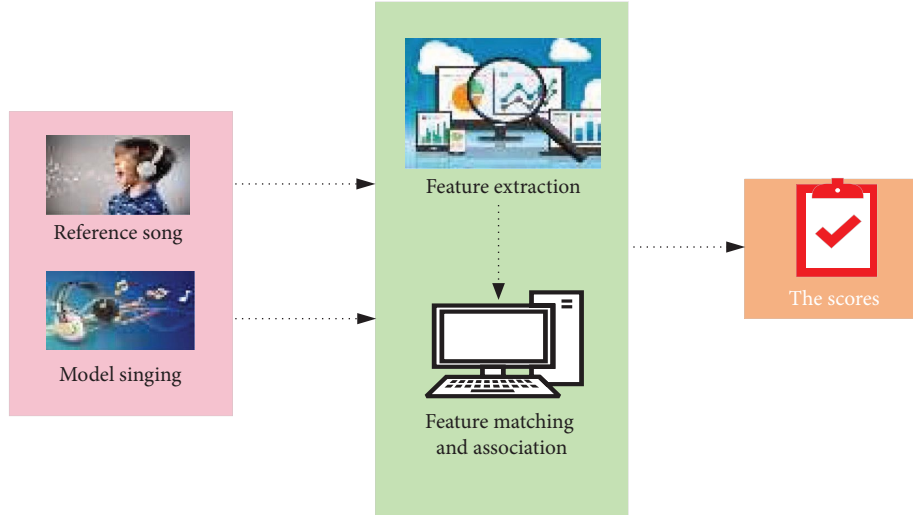 Reference song
Model singing
Feature extraction
Feature matching
and association
The scores